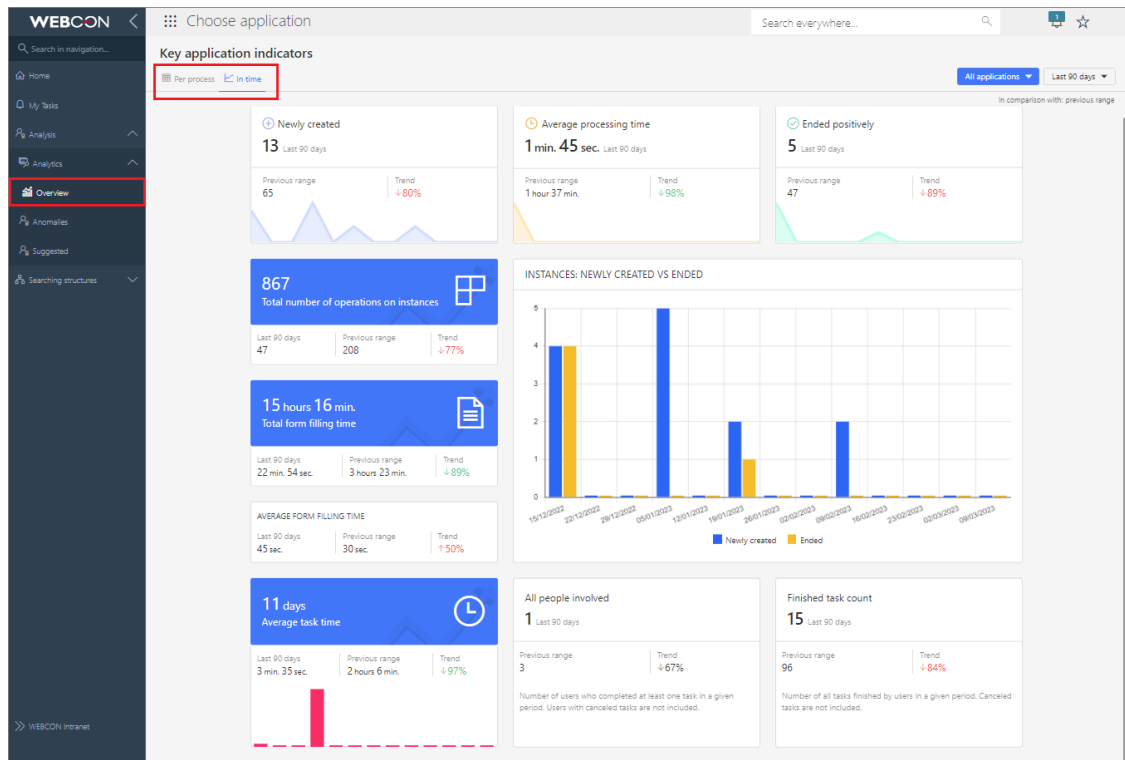 WEBCON
Choose application
Search everywhere...
1
Search in navigation...
Home
My Tasks
Analysis
Analytics
Overview
Anomalies
Suggested
Searching structures
WEBCON Intranet
Key application indicators
Per process In time
All applications Last 90 days
In comparison with: previous range
Newly created
13 Last 90 days
Previous range Trend
65 ↓80%
Average processing time
1 min. 45 sec. Last 90 days
Previous range Trend
1 hour 37 min. ↓98%
Ended positively
5 Last 90 days
Previous range Trend
47 ↓89%
867
Total number of operations on instances
Last 90 days Previous range Trend
47 208 ↓77%
15 hours 16 min.
Total form filling time
Last 90 days Previous range Trend
22 min. 54 sec. 3 hours 23 min. ↓89%
AVERAGE FORM FILLING TIME
Last 90 days Previous range Trend
45 sec. 30 sec. ↑50%
INSTANCES: NEWLY CREATED VS ENDED
5
4
3
2
1
0
15/12/2022 22/12/2022 29/12/2022 05/01/2023 12/01/2023 19/01/2023 26/01/2023 02/02/2023 09/02/2023 16/02/2023 23/02/2023 02/03/2023 09/03/2023
Newly created Ended
11 days
Average task time
Last 90 days Previous range Trend
3 min. 35 sec. 2 hours 6 min. ↓97%
All people involved
1 Last 90 days
Previous range Trend
3 ↓67%
Number of users who completed at least one task in a given
period. Users with canceled tasks are not included.
Finished task count
15 Last 90 days
Previous range Trend
96 ↓84%
Number of all tasks finished by users in a given period. Canceled
tasks are not included.